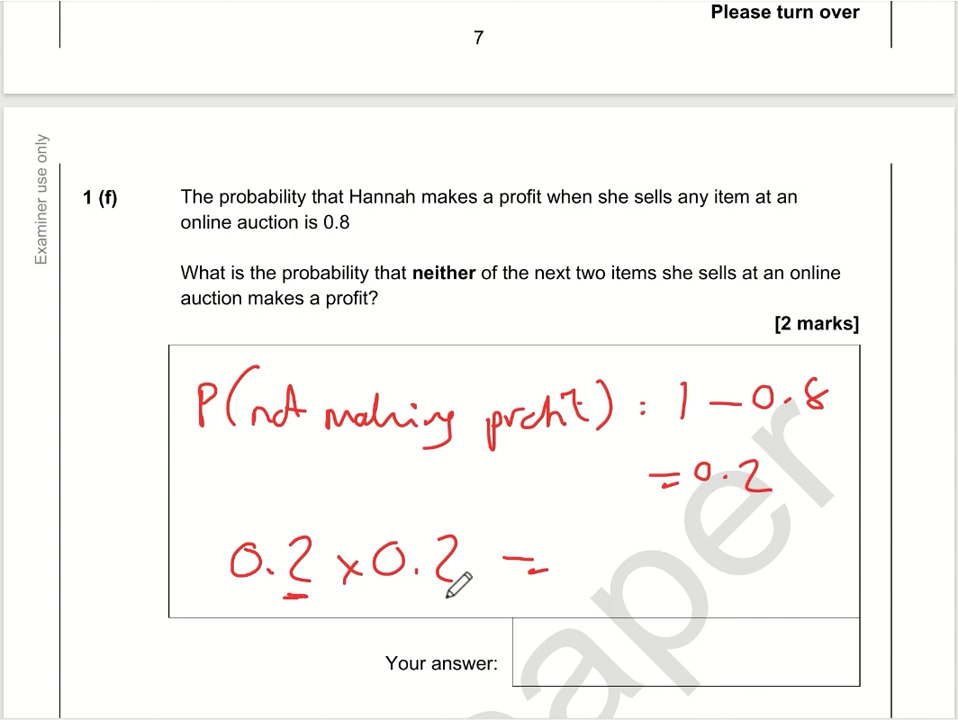 Please turn over
7
Examiner use only
1 (f)
The probability that Hannah makes a profit when she sells any item at an
online auction is 0.8
What is the probability that neither of the next two items she sells at an online
auction makes a profit?
[2 marks]
P(not making profit) : 1 - 0.8
= 0.2
0.2 × 0.2 =
Your answer:
aper